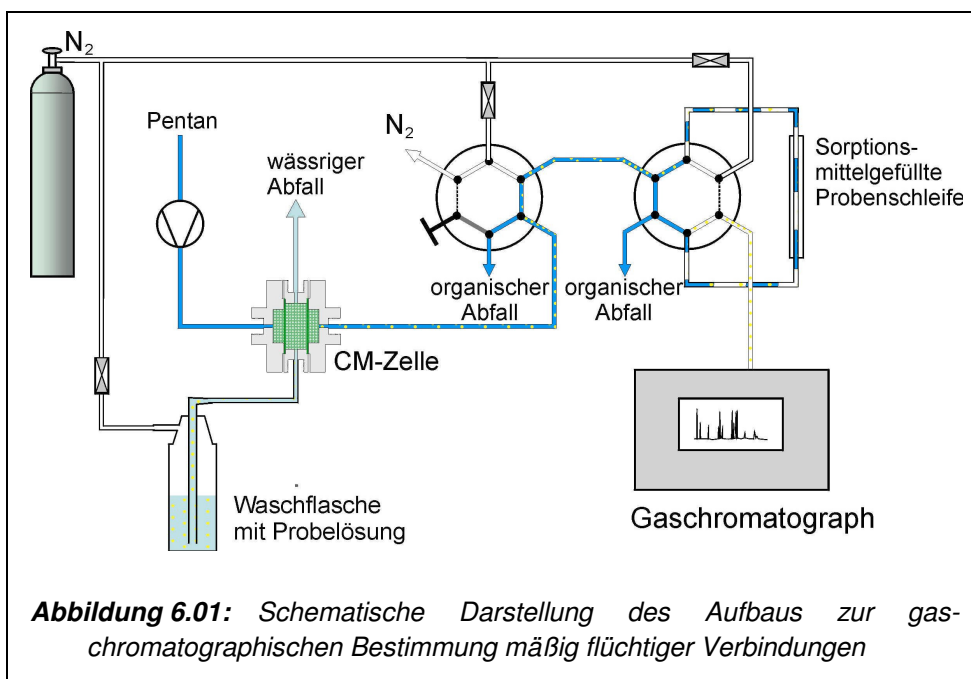 N₂
Pentan
wässriger
Abfall
N₂
Sorptions-
mittelgefüllte
Probenschleife
organischer
Abfall
organischer
Abfall
CM-Zelle
Waschflasche
mit Probelösung
Gaschromatograph
Abbildung 6.01: Schematische Darstellung des Aufbaus zur gas-
chromatographischen Bestimmung mäßig flüchtiger Verbindungen